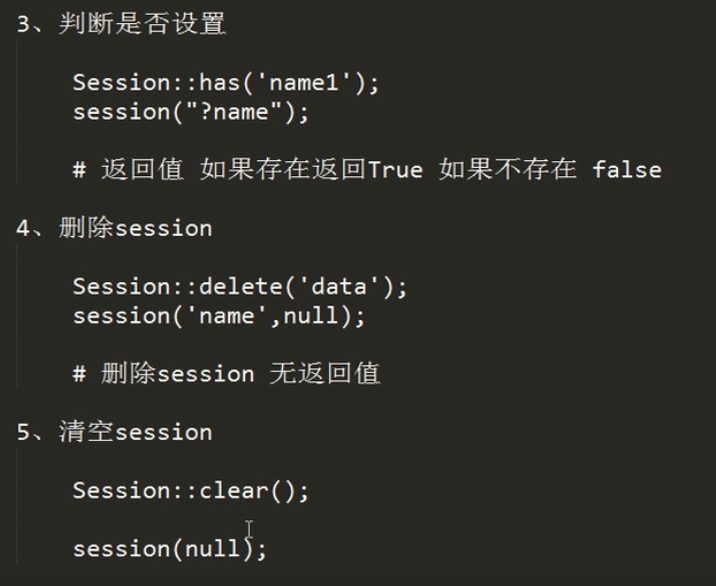 3、判断是否设置
Session::has('name1');
session("?name");
# 返回值 如果存在返回True 如果不存在 false
4、删除session
Session::delete('data');
session('name',null);
# 删除session 无返回值
5、清空session
Session::clear();
session(null);